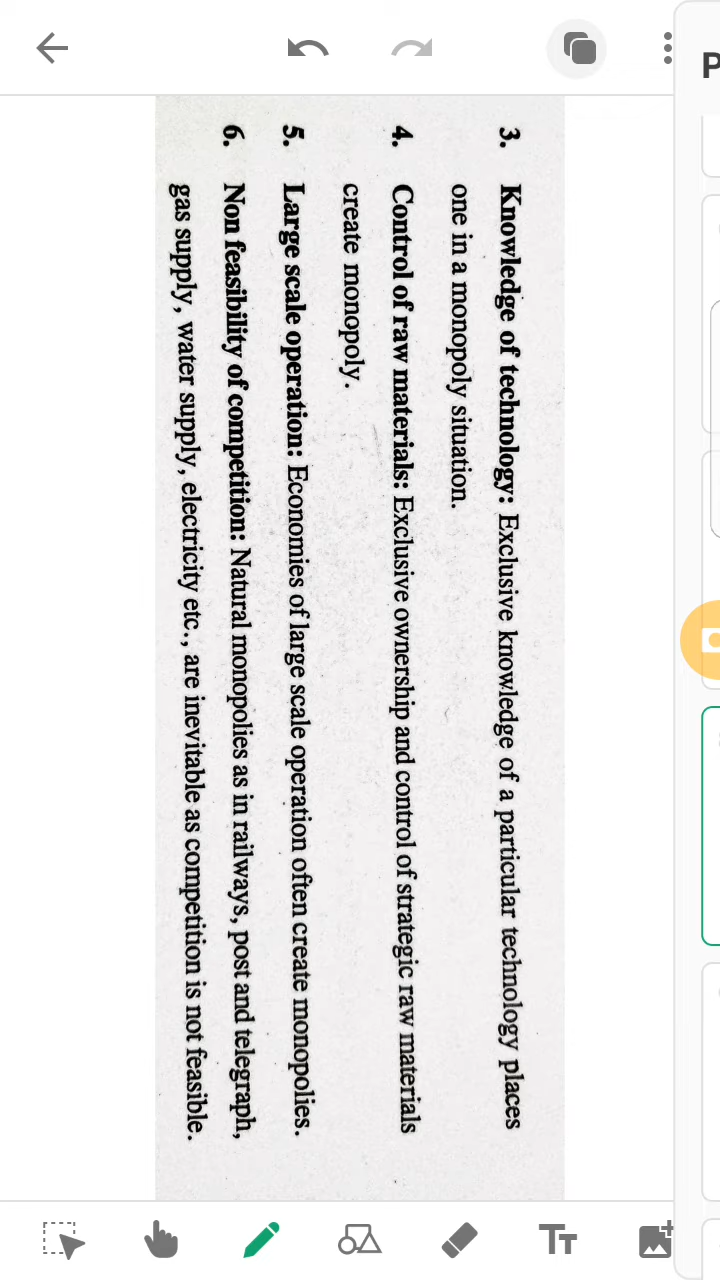 3. Knowledge of technology: Exclusive knowledge of a particular technology places
one in a monopoly situation.
4. Control of raw materials: Exclusive ownership and control of strategic raw materials
create monopoly.
5. Large scale operation: Economies of large scale operation often create monopolies.
6. Non feasibility of competition: Natural monopolies as in railways, post and telegraph,
gas supply, water supply, electricity etc., are inevitable as competition is not feasible.
P
TT